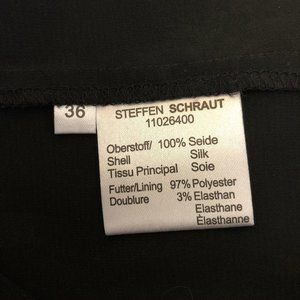 36
STEFFEN SCHRAUT
11026400
Oberstoff/ 100% Seide
Shell Silk
Tissu Principal Soie
Futter/Lining 97% Polyester
Doublure 3% Elasthan
Elasthane
Élasthanne